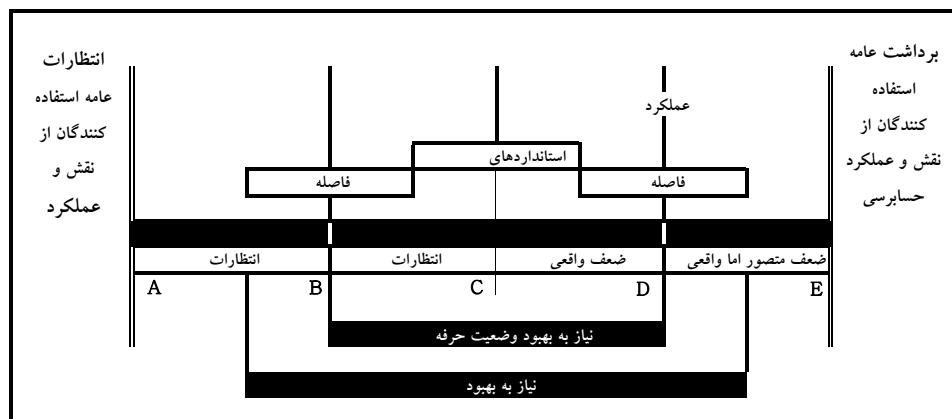 برداشت عامه
استفاده
کنندگان از
نقش و عملکرد
حسابرسی
عملکرد
استانداردهای
فاصله
فاصله
انتظارات
عامه استفاده
کنندگان از
نقش و
عملکرد
ضعف متصور اما واقعی
ضعف واقعی
انتظارات
انتظارات
A
B
C
D
E
نیاز به بهبود وضعیت حرفه
نیاز به بهبود